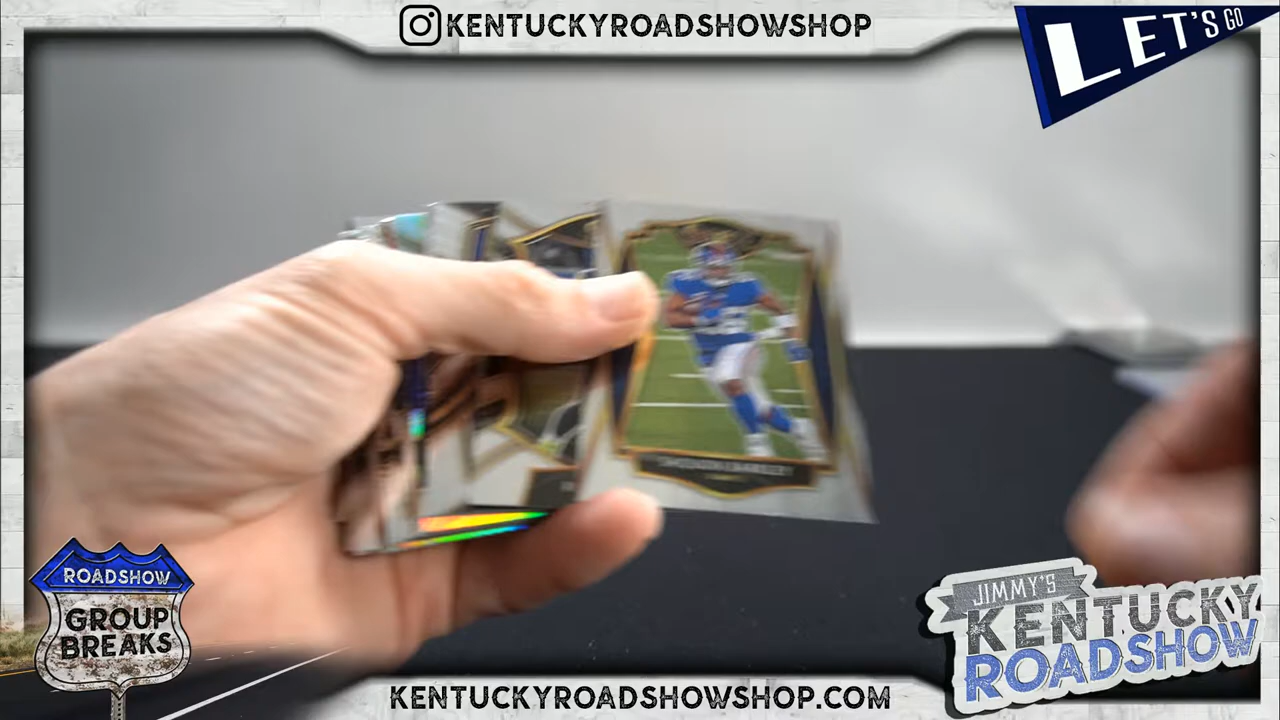 KENTUCKYROADSHOWSHOP
LET'S GO
ROADSHOW
GROUP
BREAKS
JIMMY'S
KENTUCKY
ROADSHOW
KENTUCKYROADSHOWSHOP.COM